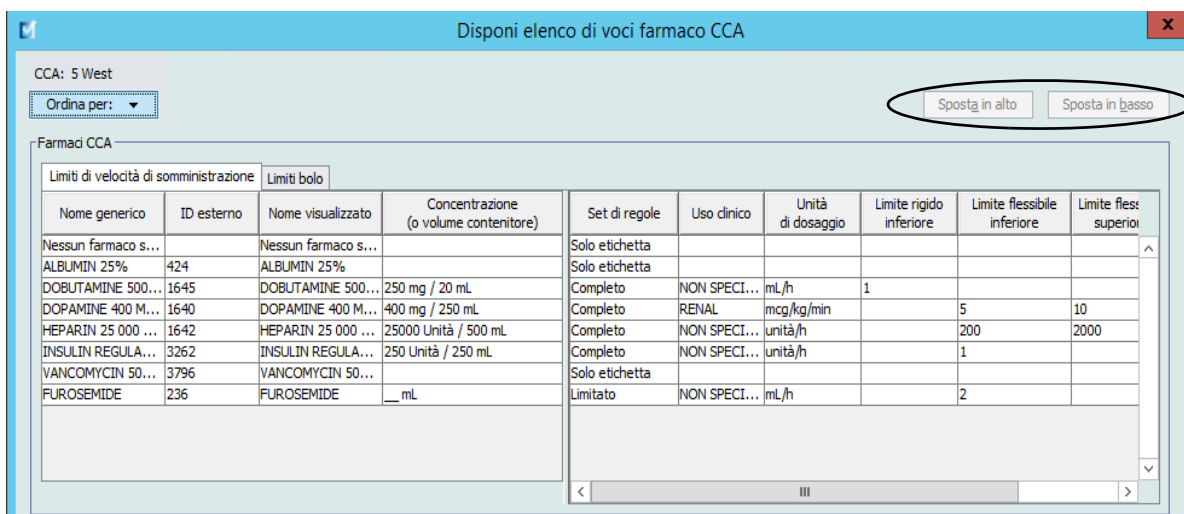 Disponi elenco di voci farmaco CCA
x
CCA: 5 West
Ordina per:
Sposta in alto Sposta in basso
Farmaci CCA
Limiti di velocità di somministrazione Limiti bolo
Nome generico ID esterno Nome visualizzato Concentrazione (o volume contenitore) Set di regole Uso clinico Unità di dosaggio Limite rigido inferiore Limite flessibile inferiore Limite fless superior
Nessun farmaco s... Nessun farmaco s... Solo etichetta
ALBUMIN 25% 424 ALBUMIN 25% Solo etichetta
DOBUTAMINE 500... 1645 DOBUTAMINE 500... 250 mg / 20 mL Completo NON SPECI... mL/h 1
DOPAMINE 400 M... 1640 DOPAMINE 400 M... 400 mg / 250 mL Completo RENAL mcg/kg/min 5 10
HEPARIN 25 000 ... 1642 HEPARIN 25 000 ... 25000 Unità / 500 mL Completo NON SPECI... unità/h 200 2000
INSULIN REGULA... 3262 INSULIN REGULA... 250 Unità / 250 mL Completo NON SPECI... unità/h 1
VANCOMYCIN 50... 3796 VANCOMYCIN 50... Solo etichetta
FUROSEMIDE 236 FUROSEMIDE __ mL Limitato NON SPECI... mL/h 2